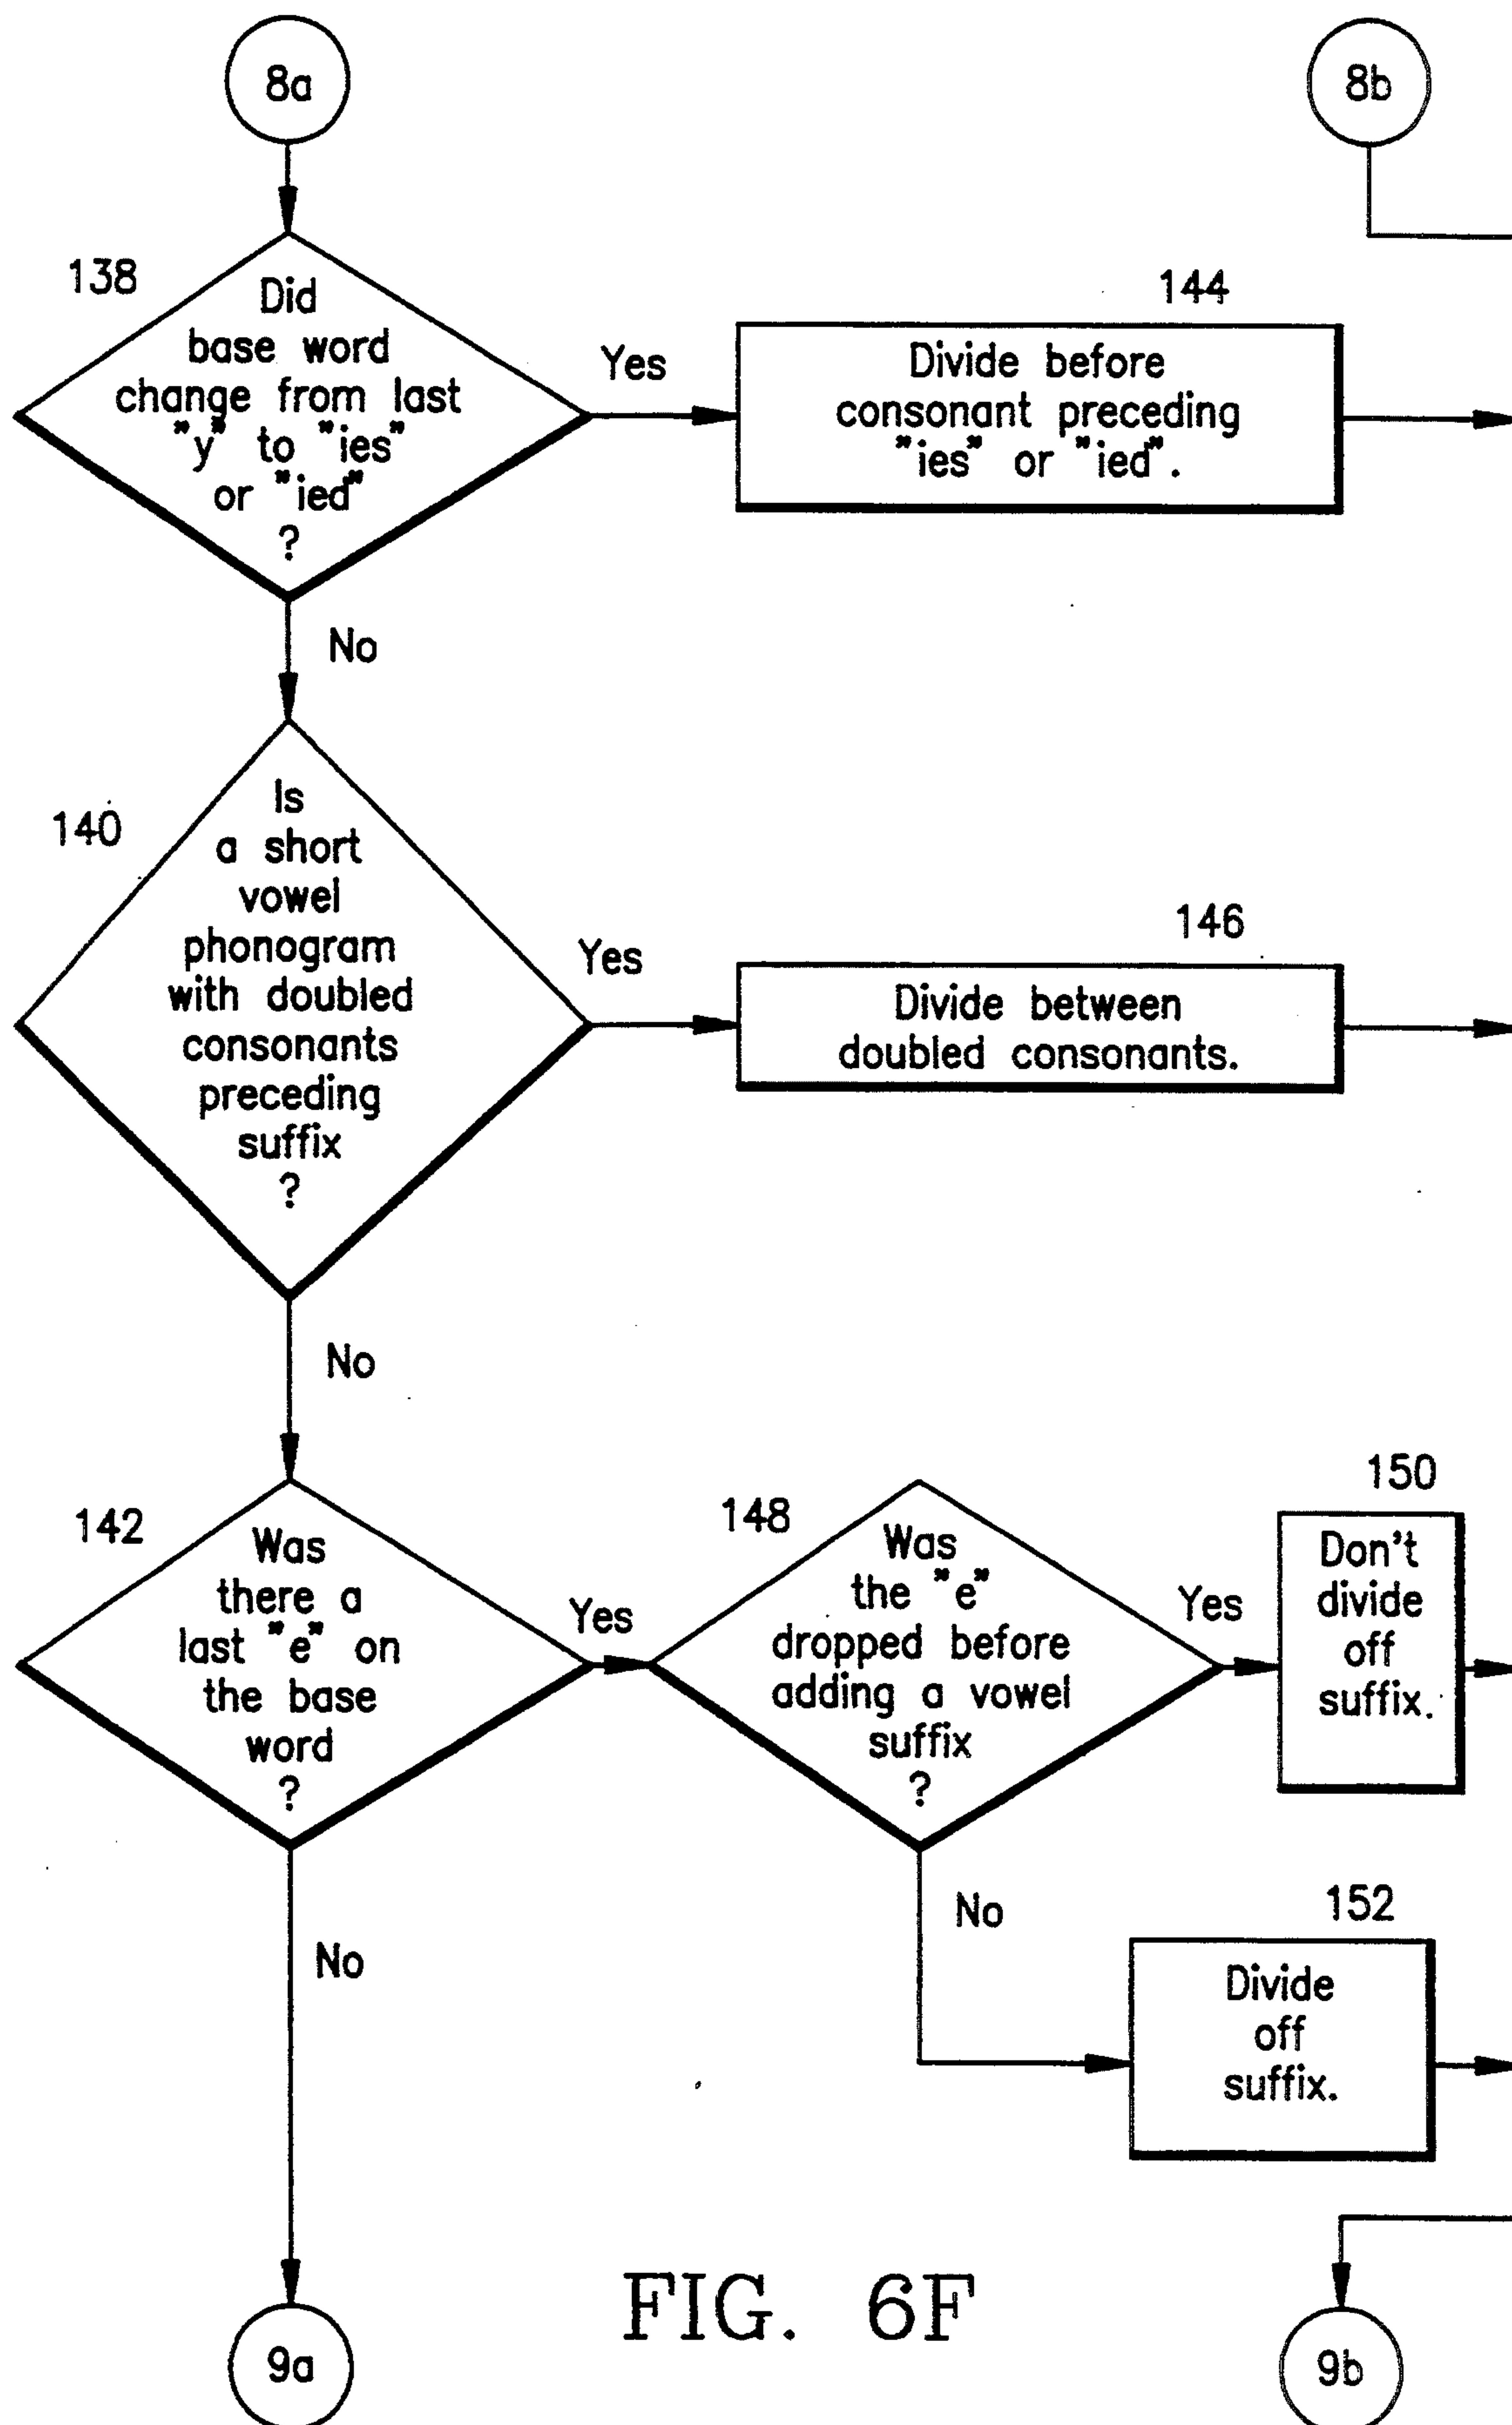 8a
8b
138
Did
base word
change from last
"y" to "ies"
or "ied"
?
Yes
144
Divide before
consonant preceding
"ies" or "ied".
No
140
Is
a short
vowel
phonogram
with doubled
consonants
preceding
suffix
?
Yes
146
Divide between
doubled consonants.
No
142
Was
there a
last "e" on
the base
word
?
Yes
148
Was
the "e"
dropped before
adding a vowel
suffix
?
Yes
150
Don't
divide
off
suffix.
No
152
Divide
off
suffix.
No
9a
FIG. 6F
9b